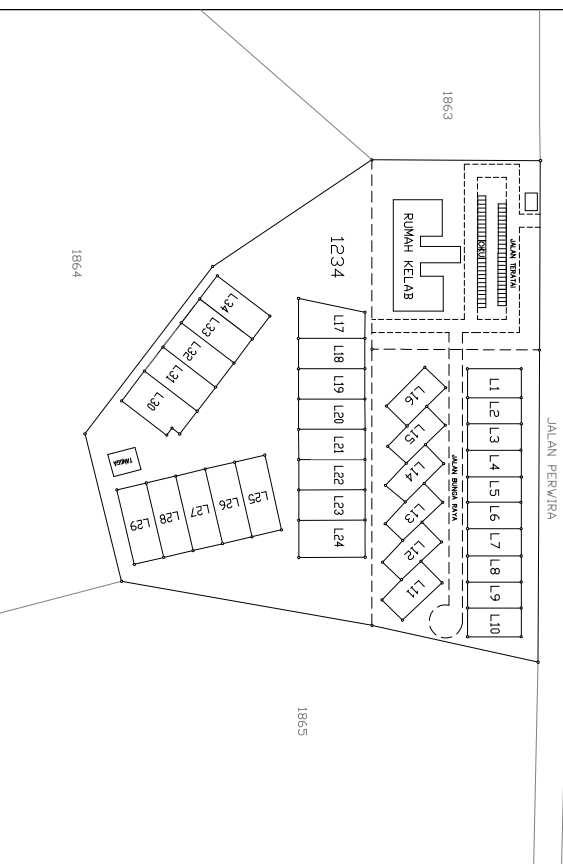 1863
1864
1865
1234
JALAN PERWIRA
JALAN TERATAI
RUMAH KELAB
JALAN BUNGA RAYA
L1
L2
L3
L4
L5
L6
L7
L8
L9
L10
L11
L12
L13
L14
L15
L16
L17
L18
L19
L20
L21
L22
L23
L24
L25
L26
L27
L28
L29
L30
L31
L32
L33
L34